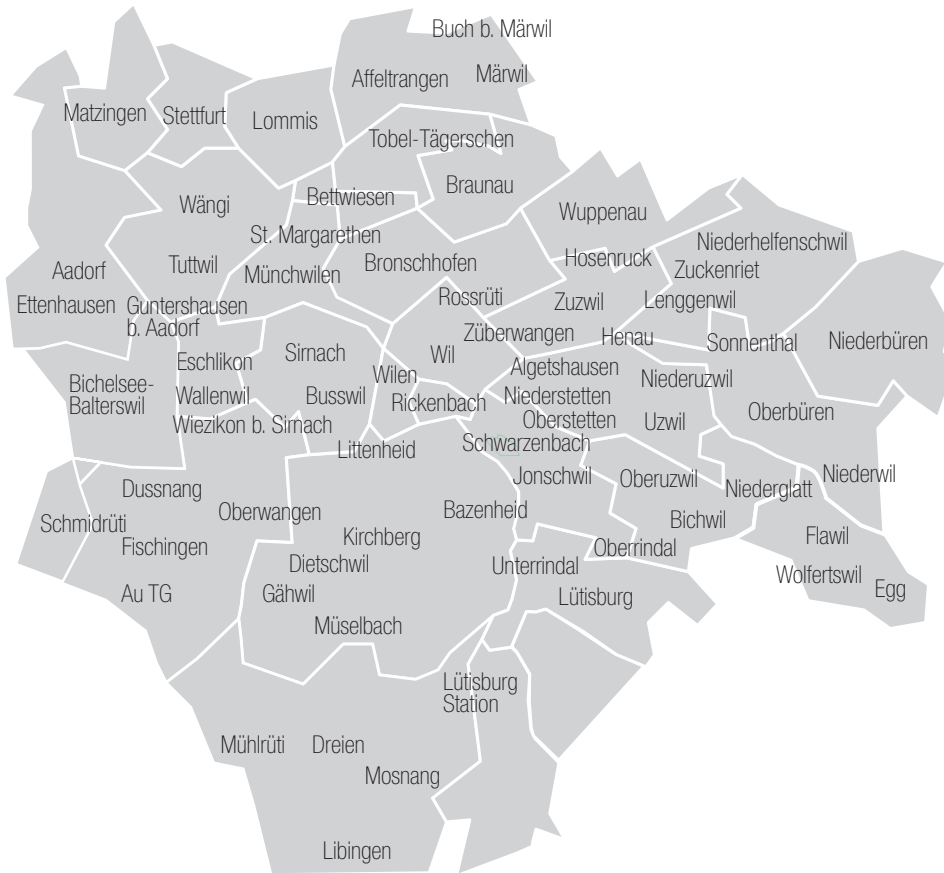 Buch b. Märwil
Affeltrangen
Märwil
Matzingen
Stettfurt
Lommis
Tobel-Tägerschen
Braunau
Bettwiesen
Wängi
Wuppenau
St. Margarethen
Niederhelfenschwil
Tuttwil
Münchwilen
Bronschhofen
Hosenruck
Zuckenriet
Aadorf
Rossrüti
Zuzwil
Lenggenwil
Ettenhausen
Guntershausen
b. Aadorf
Züberwangen
Henau
Sonnenthal
Niederbüren
Eschlikon
Sirnach
Wil
Algetshausen
Wilen
Niederuzwil
Bichelsee-
Balterswil
Wallenwil
Busswil
Rickenbach
Niederstetten
Oberstetten
Uzwil
Oberbüren
Wiezikon b. Sirnach
Littenheid
Schwarzenbach
Jonschwil
Oberuzwil
Niederglatt
Niederwil
Dussnang
Oberwangen
Bazenheid
Bichwil
Schmidrüti
Fischingen
Kirchberg
Oberrindal
Flawil
Dietschwil
Unterrindal
Wolfertswil
Egg
Au TG
Gähwil
Lütisburg
Müselbach
Lütisburg
Station
Mühlrüti
Dreien
Mosnang
Libingen